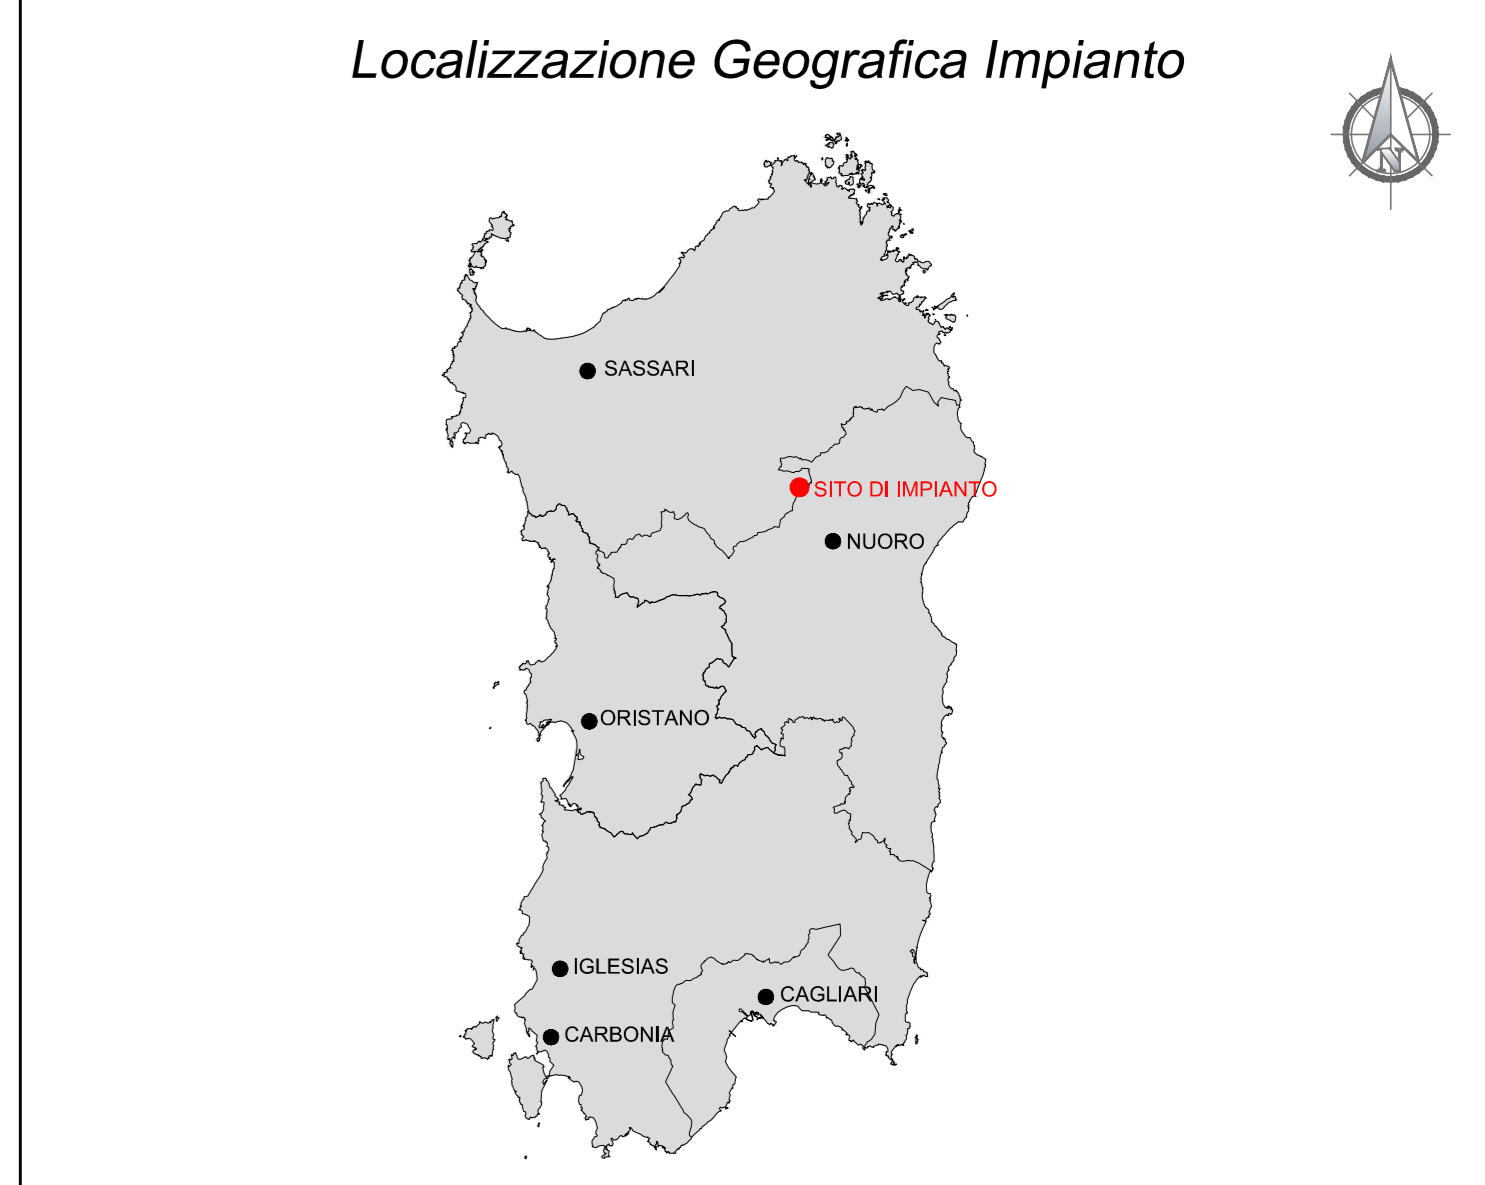 Localizzazione Geografica Impianto
N
SASSARI
SITO DI IMPIANTO
NUORO
ORISTANO
IGLESIAS
CAGLIARI
CARBONIA